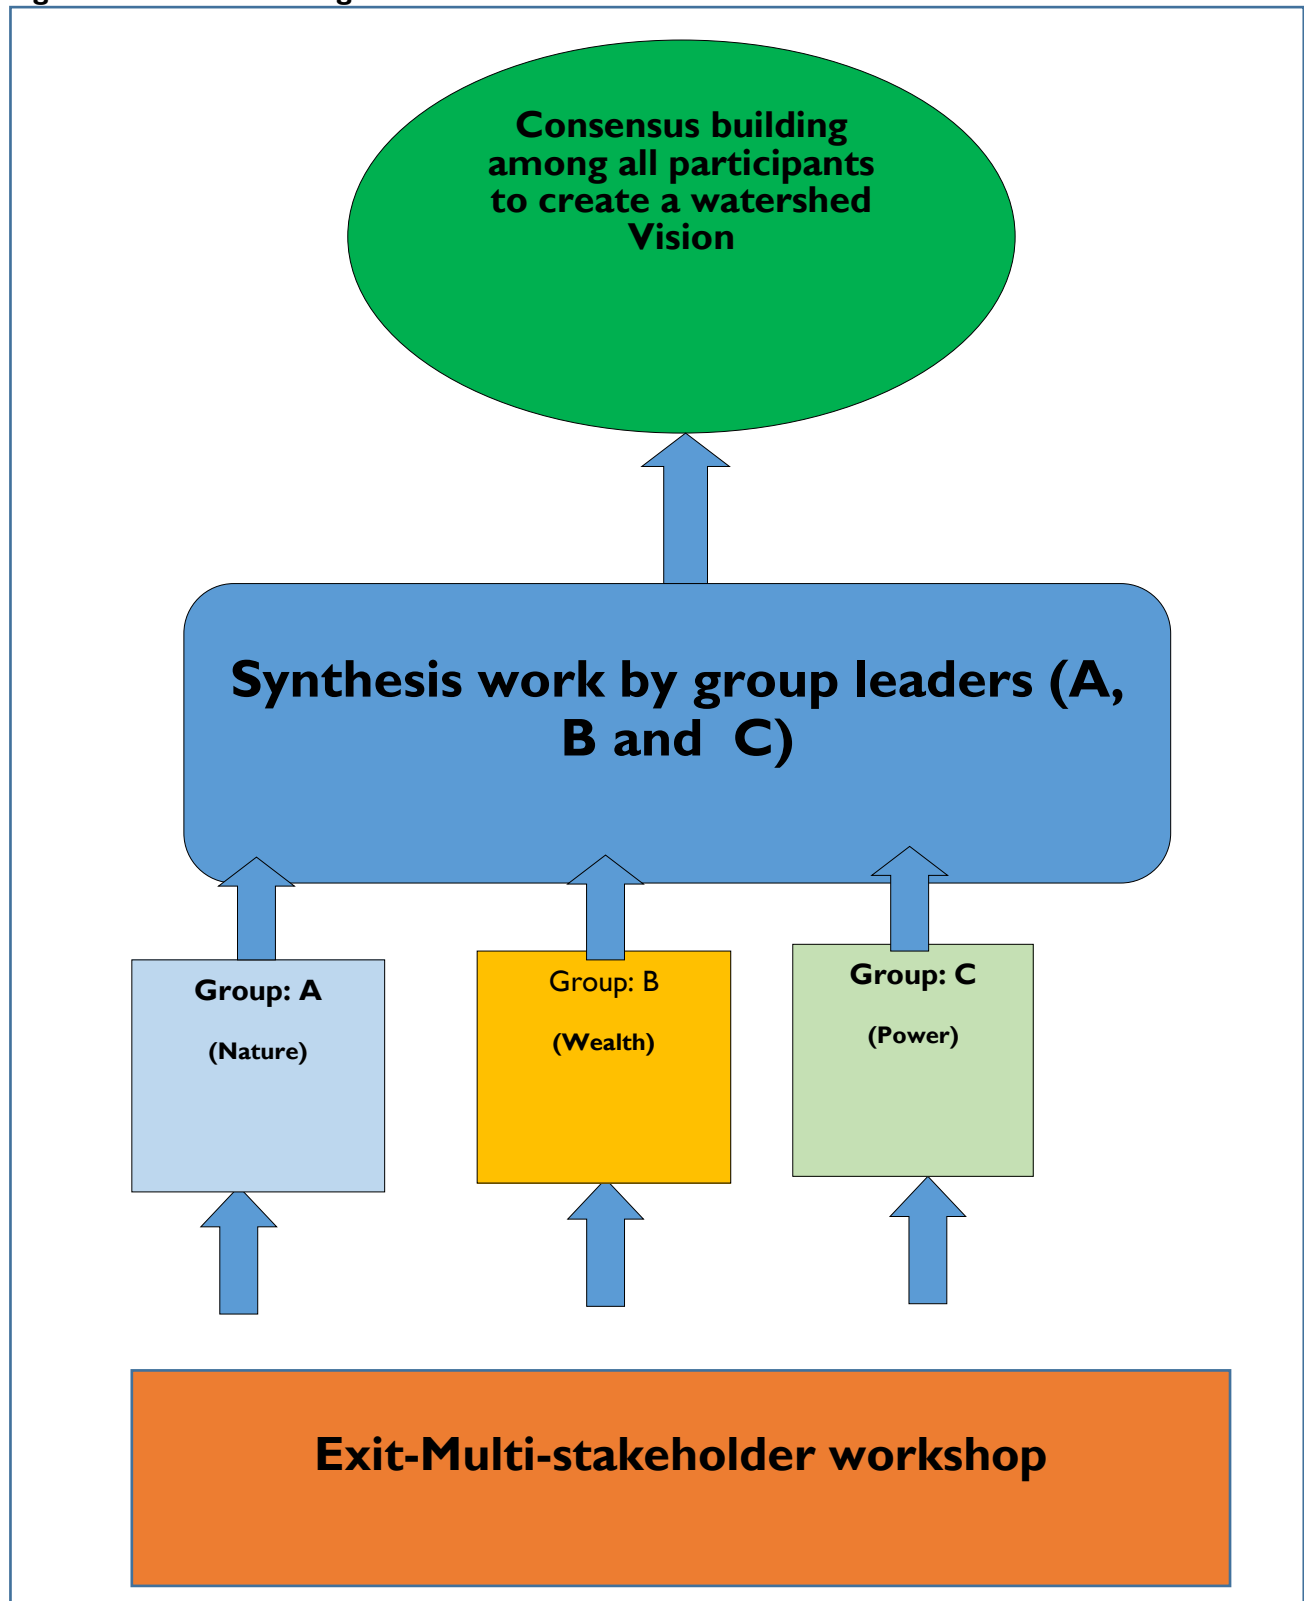 Consensus building
among all participants
to create a watershed
Vision
Synthesis work by group leaders (A,
B and  C)
Group: A
(Nature)
Group: B
(Wealth)
Group: C
(Power)
Exit-Multi-stakeholder workshop